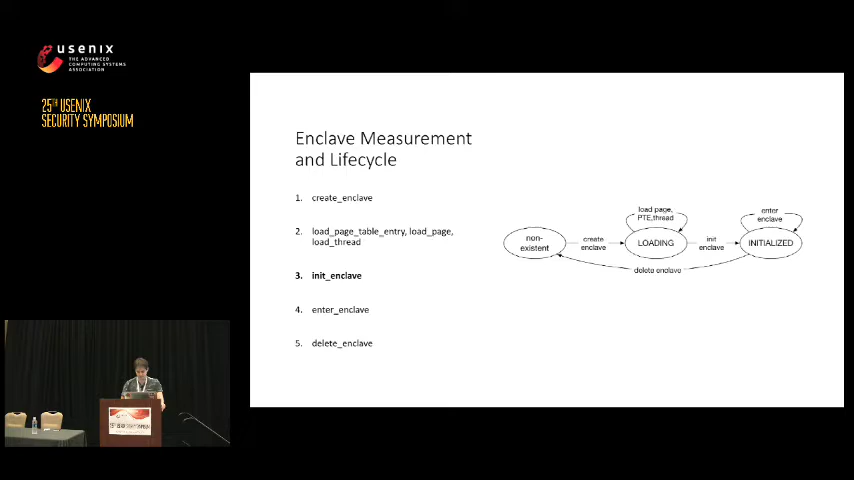 usenix
THE ADVANCED
COMPUTING SYSTEMS
ASSOCIATION
25TH USENIX
SECURITY SYMPOSIUM
Enclave Measurement
and Lifecycle
1. create_enclave
2. load_page_table_entry, load_page,
load_thread
3. init_enclave
4. enter_enclave
5. delete_enclave
non-
existent
create
enclave
load page,
PTE,thread
LOADING
init
enclave
enter
enclave
INITIALIZED
delete enclave